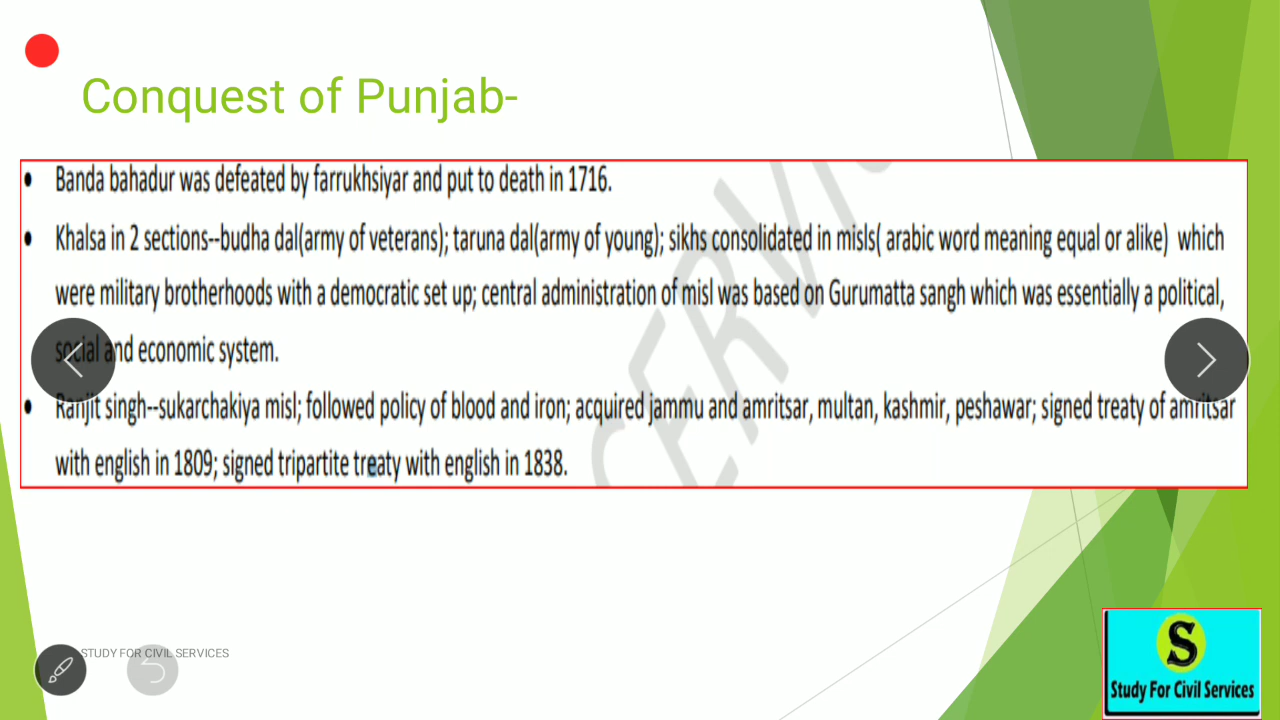 Conquest of Punjab-
• Banda bahadur was defeated by farrukhsiyar and put to death in 1716.
• Khalsa in 2 sections--budha dal(army of veterans); taruna dal(army of young); sikhs consolidated in misls( arabic word meaning equal or alike) which
were military brotherhoods with a democratic set up; central administration of misl was based on Gurumatta sangh which was essentially a political,
social and economic system.
• Ranjit singh--sukarchakiya misl; followed policy of blood and iron; acquired jammu and amritsar, multan, kashmir, peshawar; signed treaty of amritsar
with english in 1809; signed tripartite treaty with english in 1838.
STUDY FOR CIVIL SERVICES
S
Study For Civil Services